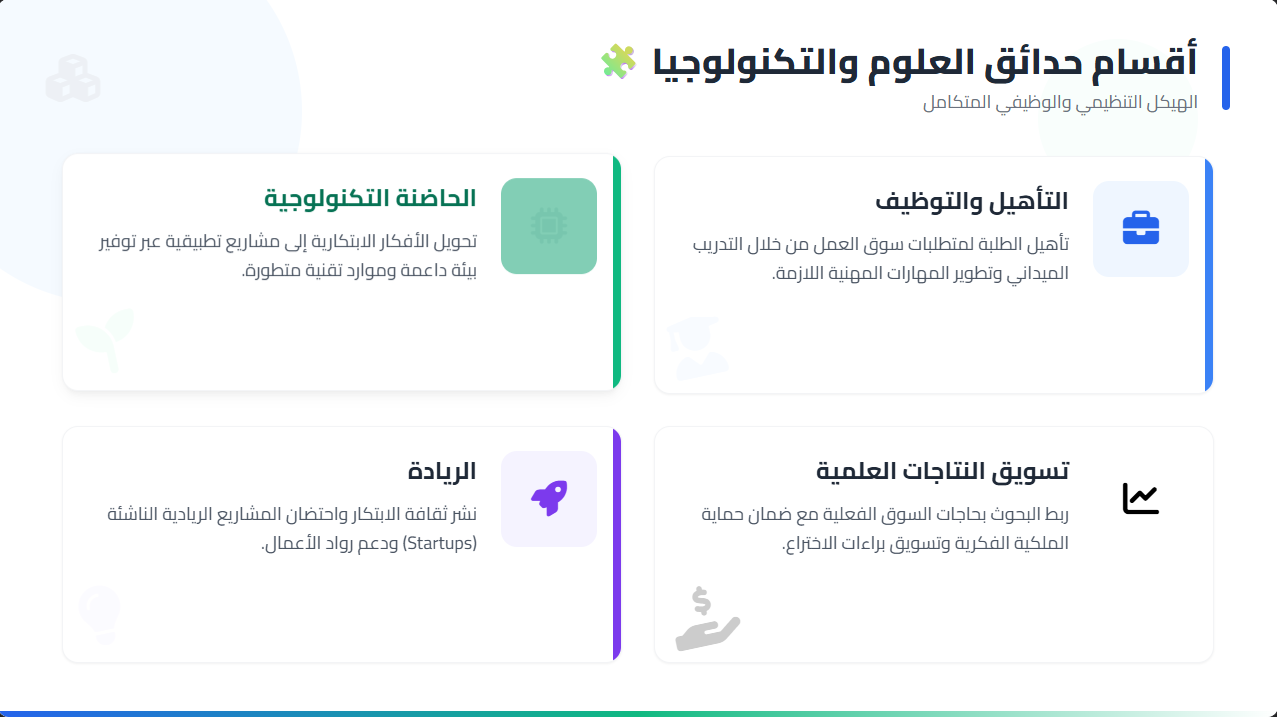 أقسام حدائق العلوم والتكنولوجيا
الهيكل التنظيمي والوظيفي المتكامل
التأهيل والتوظيف
تأهيل الطلبة لمتطلبات سوق العمل من خلال التدريب
الميداني وتطوير المهارات المهنية اللازمة.
الحاضنة التكنولوجية
تحويل الأفكار الابتكارية إلى مشاريع تطبيقية عبر توفير
بيئة داعمة وموارد تقنية متطورة.
تسويق النتاجات العلمية
ربط البحوث بحاجات السوق الفعلية مع ضمان حماية
الملكية الفكرية وتسويق براءات الاختراع.
الريادة
نشر ثقافة الابتكار واحتضان المشاريع الريادية الناشئة
(Startups) ودعم رواد الأعمال.